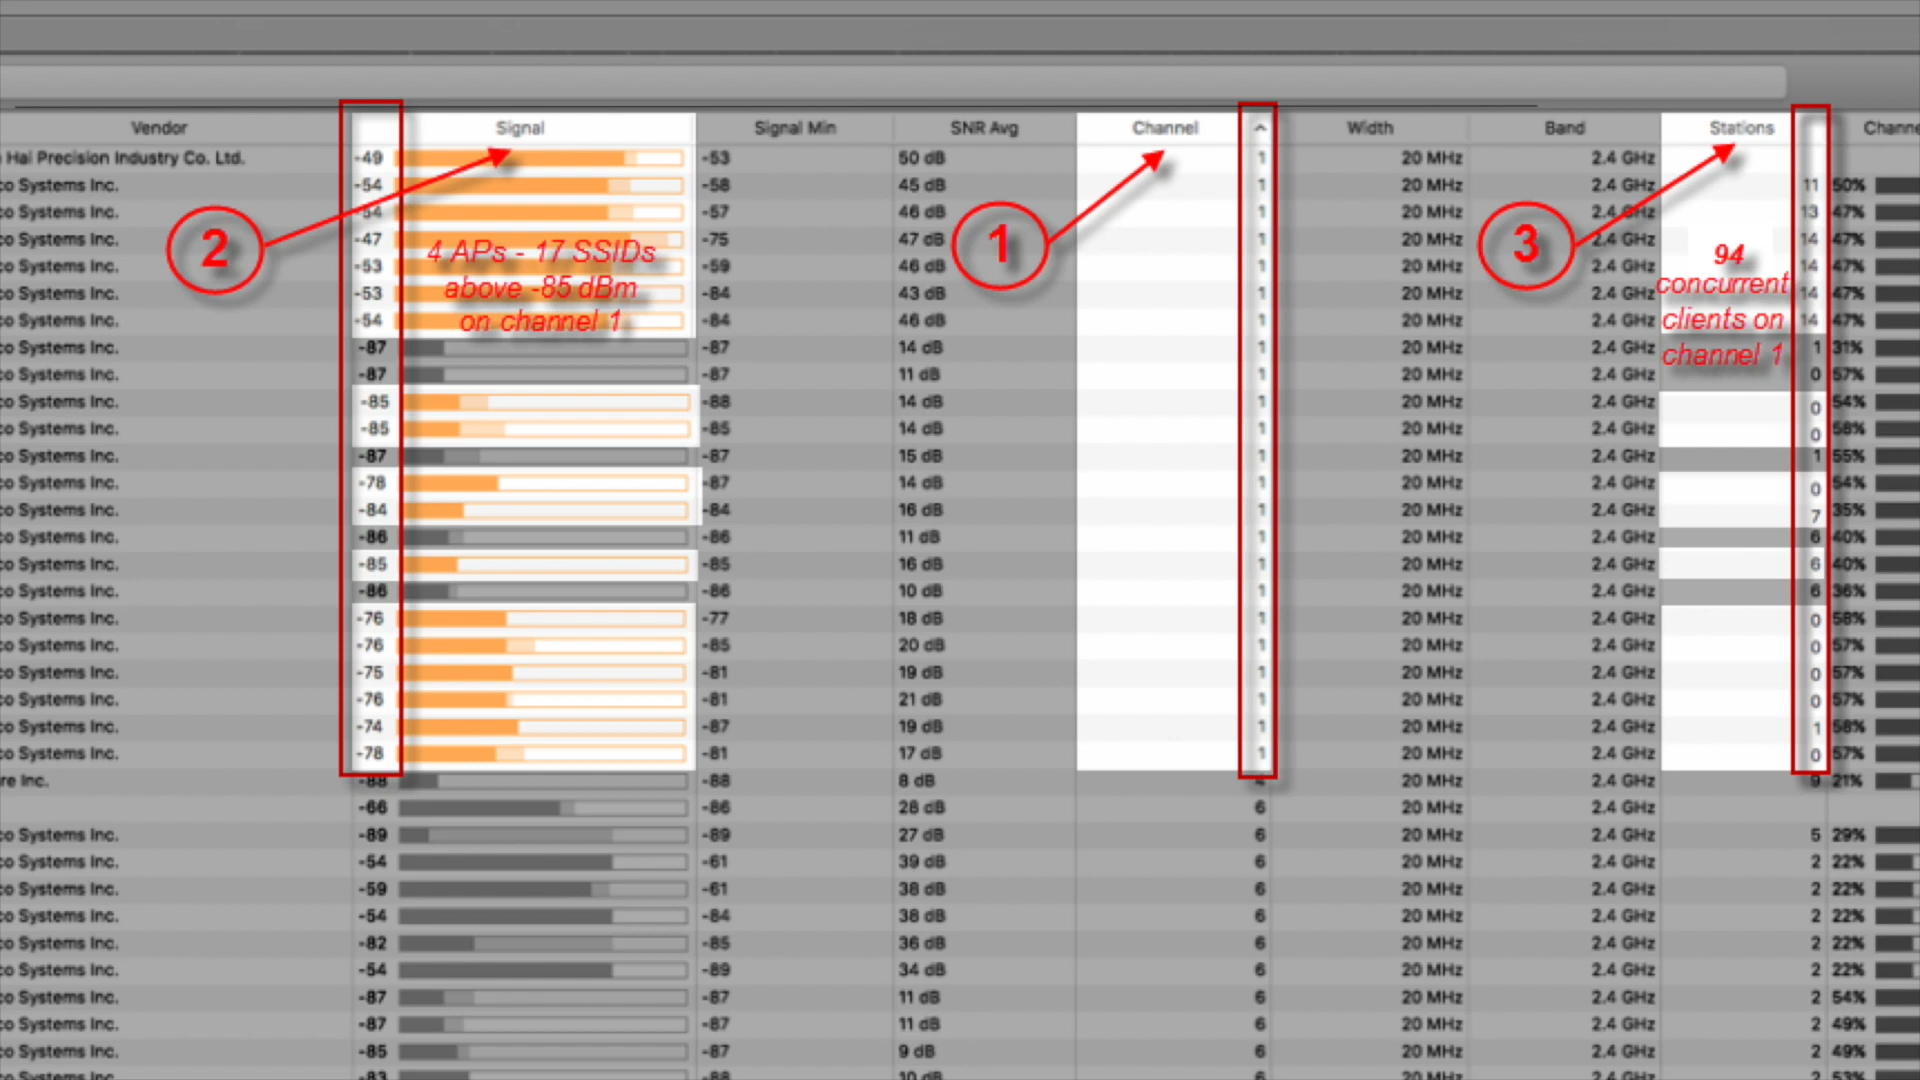 Vendor Signal Signal Min SNR Avg Channel Width Band Stations
Hai Precision Industry Co. Ltd. -49 -53 50 dB 1 20 MHz 2.4 GHz
co Systems Inc. -54 -58 45 dB 1 20 MHz 2.4 GHz 11 50%
co Systems Inc. -54 -57 46 dB 1 20 MHz 2.4 GHz 13 47%
co Systems Inc. -47 -75 47 dB 1 20 MHz 2.4 GHz 14 47%
co Systems Inc. -53 -59 46 dB 1 20 MHz 2.4 GHz 14 47%
co Systems Inc. -53 -84 43 dB 1 20 MHz 2.4 GHz 14 47%
co Systems Inc. -54 -84 46 dB 1 20 MHz 2.4 GHz 14 47%
2
4 APs - 17 SSIDs
above -85 dBm
on channel 1
1
3
94
concurrent
clients on
channel 1
co Systems Inc. -87 -87 14 dB 1 20 MHz 2.4 GHz 1 31%
co Systems Inc. -87 -87 11 dB 1 20 MHz 2.4 GHz 0 57%
co Systems Inc. -85 -88 14 dB 1 20 MHz 2.4 GHz 0 54%
co Systems Inc. -85 -85 14 dB 1 20 MHz 2.4 GHz 0 58%
co Systems Inc. -87 -87 15 dB 1 20 MHz 2.4 GHz 1 55%
co Systems Inc. -78 -87 14 dB 1 20 MHz 2.4 GHz 0 54%
co Systems Inc. -84 -84 16 dB 1 20 MHz 2.4 GHz 7 35%
co Systems Inc. -86 -86 11 dB 1 20 MHz 2.4 GHz 6 40%
co Systems Inc. -85 -85 16 dB 1 20 MHz 2.4 GHz 6 40%
co Systems Inc. -86 -86 10 dB 1 20 MHz 2.4 GHz 6 36%
co Systems Inc. -76 -77 18 dB 1 20 MHz 2.4 GHz 0 58%
co Systems Inc. -76 -85 20 dB 1 20 MHz 2.4 GHz 0 57%
co Systems Inc. -75 -81 19 dB 1 20 MHz 2.4 GHz 0 57%
co Systems Inc. -76 -81 21 dB 1 20 MHz 2.4 GHz 0 57%
co Systems Inc. -74 -87 19 dB 1 20 MHz 2.4 GHz 1 58%
co Systems Inc. -78 -81 17 dB 1 20 MHz 2.4 GHz 0 57%
re Inc. -88 -88 8 dB 20 MHz 2.4 GHz 9 21%
-66 -86 28 dB 6 20 MHz 2.4 GHz
co Systems Inc. -89 -89 27 dB 6 20 MHz 2.4 GHz 5 29%
co Systems Inc. -54 -61 39 dB 6 20 MHz 2.4 GHz 2 22%
co Systems Inc. -59 -61 38 dB 6 20 MHz 2.4 GHz 2 22%
co Systems Inc. -54 -84 38 dB 6 20 MHz 2.4 GHz 2 22%
co Systems Inc. -82 -85 36 dB 6 20 MHz 2.4 GHz 2 22%
co Systems Inc. -54 -89 34 dB 6 20 MHz 2.4 GHz 2 22%
co Systems Inc. -87 -87 11 dB 6 20 MHz 2.4 GHz 2 54%
co Systems Inc. -87 -87 11 dB 6 20 MHz 2.4 GHz 2 49%
co Systems Inc. -85 -87 9 dB 6 20 MHz 2.4 GHz 2 49%
co Systems Inc. -83 -88 10 dB 6 20 MHz 2.4 GHz 2 53%